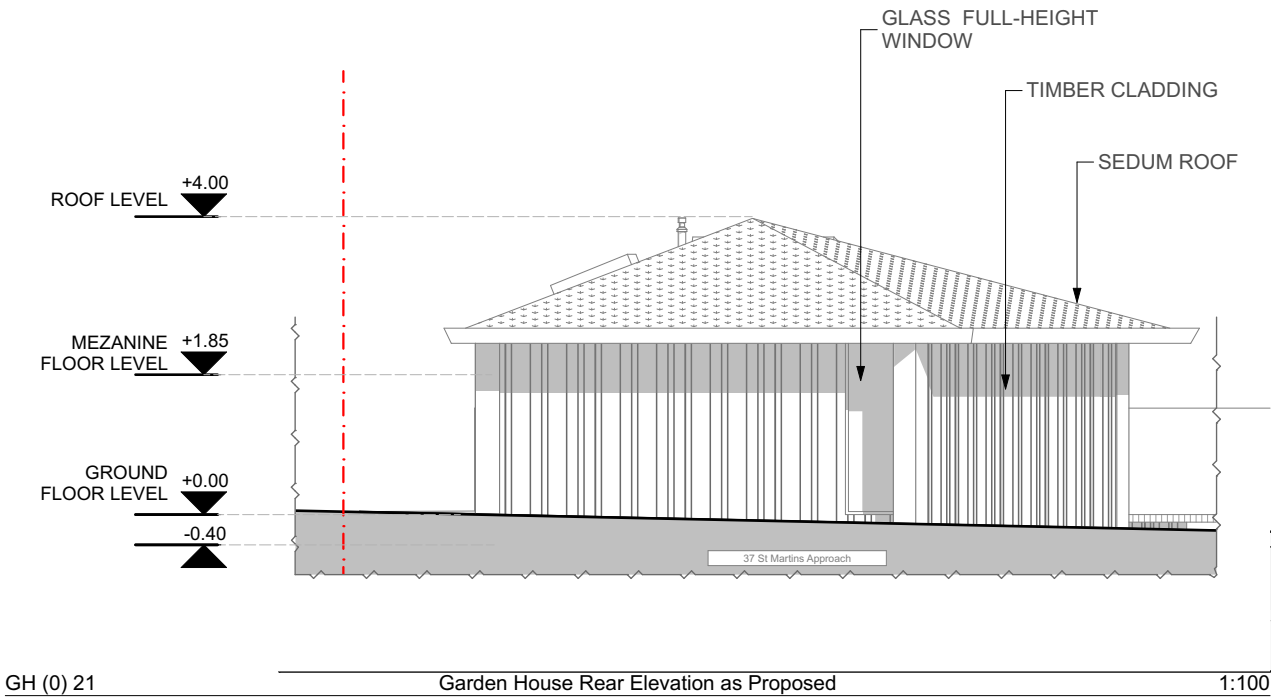 GLASS FULL-HEIGHT
WINDOW
TIMBER CLADDING
SEDUM ROOF
ROOF LEVEL +4.00
MEZANINE +1.85
FLOOR LEVEL
GROUND
FLOOR LEVEL +0.00
-0.40
37 St Martins Approach
GH (0) 21 Garden House Rear Elevation as Proposed 1:100